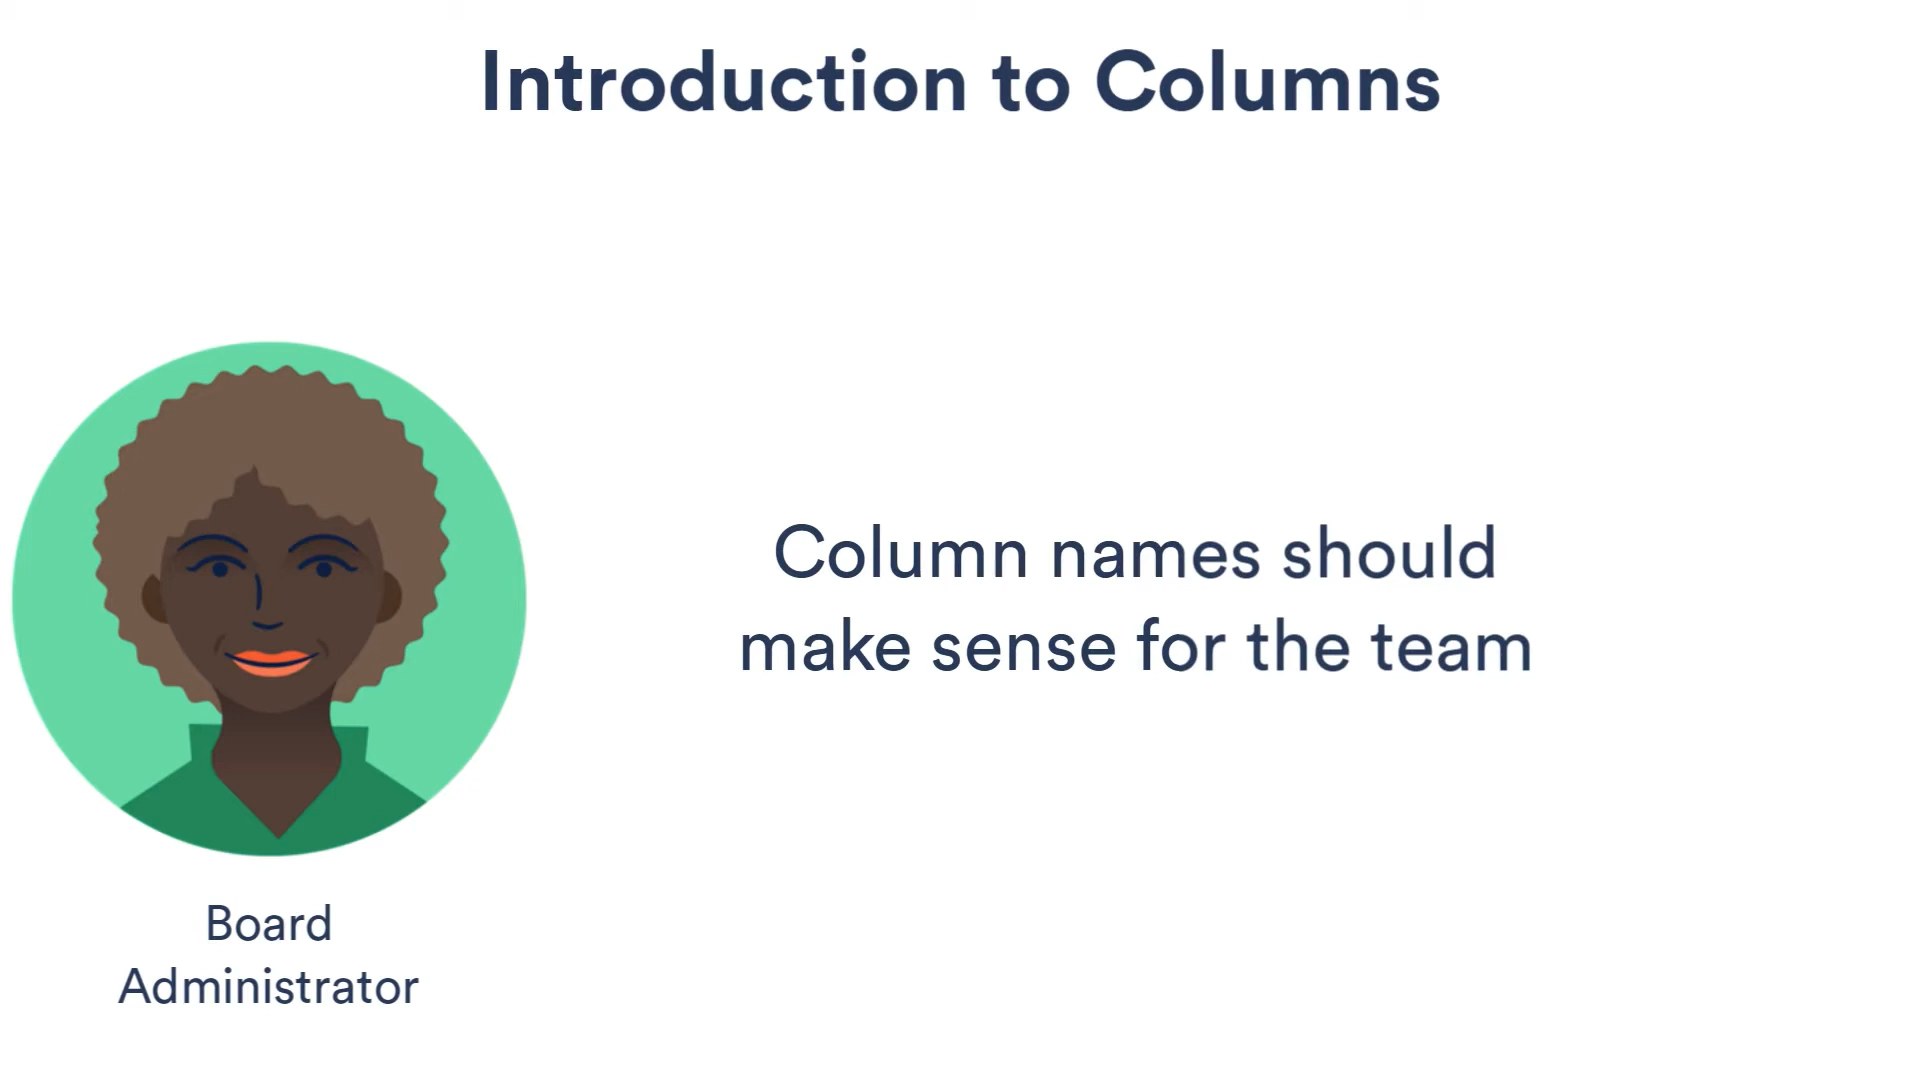 Introduction to Columns
Column names should
make sense for the team
Board
Administrator